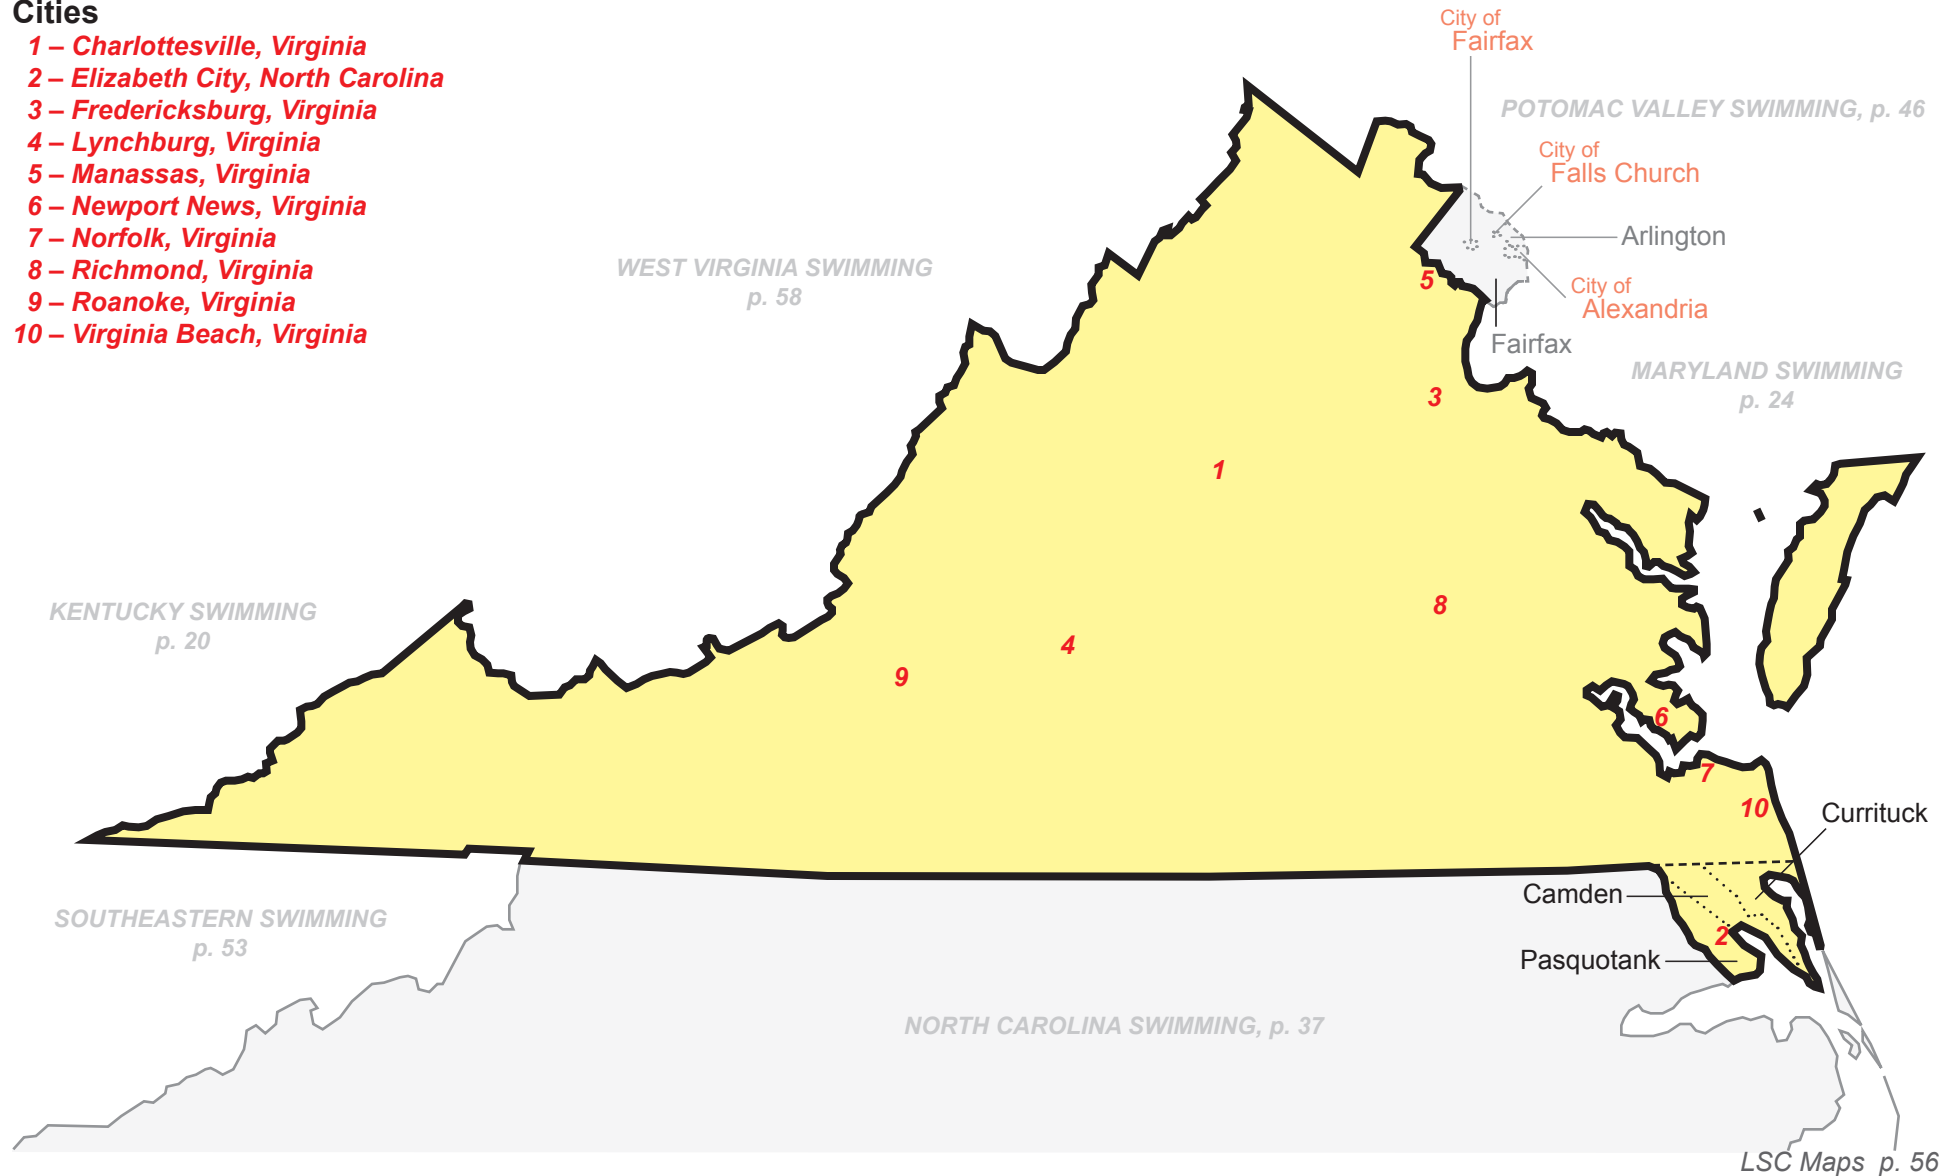 Cities
1 – Charlottesville, Virginia
2 – Elizabeth City, North Carolina
3 – Fredericksburg, Virginia
4 – Lynchburg, Virginia
5 – Manassas, Virginia
6 – Newport News, Virginia
7 – Norfolk, Virginia
8 – Richmond, Virginia
9 – Roanoke, Virginia
10 – Virginia Beach, Virginia
City of
Fairfax
POTOMAC VALLEY SWIMMING, p. 46
City of
Falls Church
Arlington
WEST VIRGINIA SWIMMING
p. 58
5
City of
Alexandria
Fairfax
MARYLAND SWIMMING
p. 24
3
1
KENTUCKY SWIMMING
p. 20
8
4
9
6
7
10
Currituck
Camden
SOUTHEASTERN SWIMMING
p. 53
2
Pasquotank
NORTH CAROLINA SWIMMING, p. 37
LSC Maps p. 56